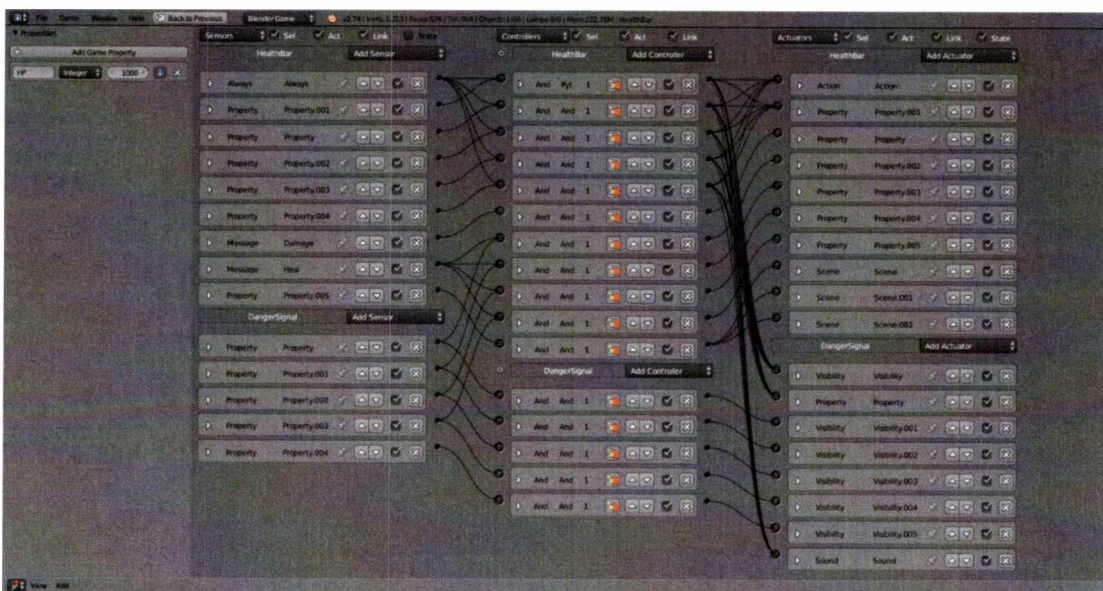 File Game Window Help Back to Previous Blender Game
Properties
Add Game Property
HP Integer 1000
Sensors Sel Act Link State
HealthBar Add Sensor
Always Always
Property Property.001
Property Property
Property Property.002
Property Property.003
Property Property.004
Message Damage
Message Heal
Property Property.005
DangerSignal Add Sensor
Property Property
Property Property.001
Property Property.002
Property Property.003
Property Property.004
Controllers Sel Act Link
HealthBar Add Controller
And Pyt 1
And And 1
And And 1
And And 1
And And 1
And And 1
And And 1
And And 1
And And 1
And And 1
And And 1
DangerSignal Add Controller
And And 1
And And 1
And And 1
And And 1
And And 1
Actuators Sel Act Link State
HealthBar Add Actuator
Action Action
Property Property.001
Property Property
Property Property.002
Property Property.003
Property Property.004
Property Property.005
Scene Scene
Scene Scene.001
Scene Scene.002
DangerSignal Add Actuator
Visibility Visibility
Property Property
Visibility Visibility.001
Visibility Visibility.002
Visibility Visibility.003
Visibility Visibility.004
Visibility Visibility.005
Sound Sound
View Add